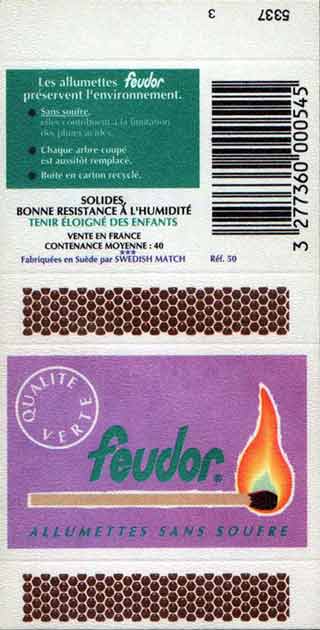 3 5337
Les allumettes feudor
préservent l'environnement.
Sans soufre,
elles contribuent à la limitation
des pluies acides.
Chaque arbre coupé
est aussitôt remplacé.
Boîte en carton recyclé.
SOLIDES,
BONNE RESISTANCE À L'HUMIDITÉ
TENIR ÉLOIGNÉ DES ENFANTS
VENTE EN FRANCE
CONTENANCE MOYENNE : 40
***
Fabriquées en Suède par SWEDISH MATCH
Réf. 50
3 277360 000545
QUALITE VERTE
feudor®
ALLUMETTES SANS SOUFRE